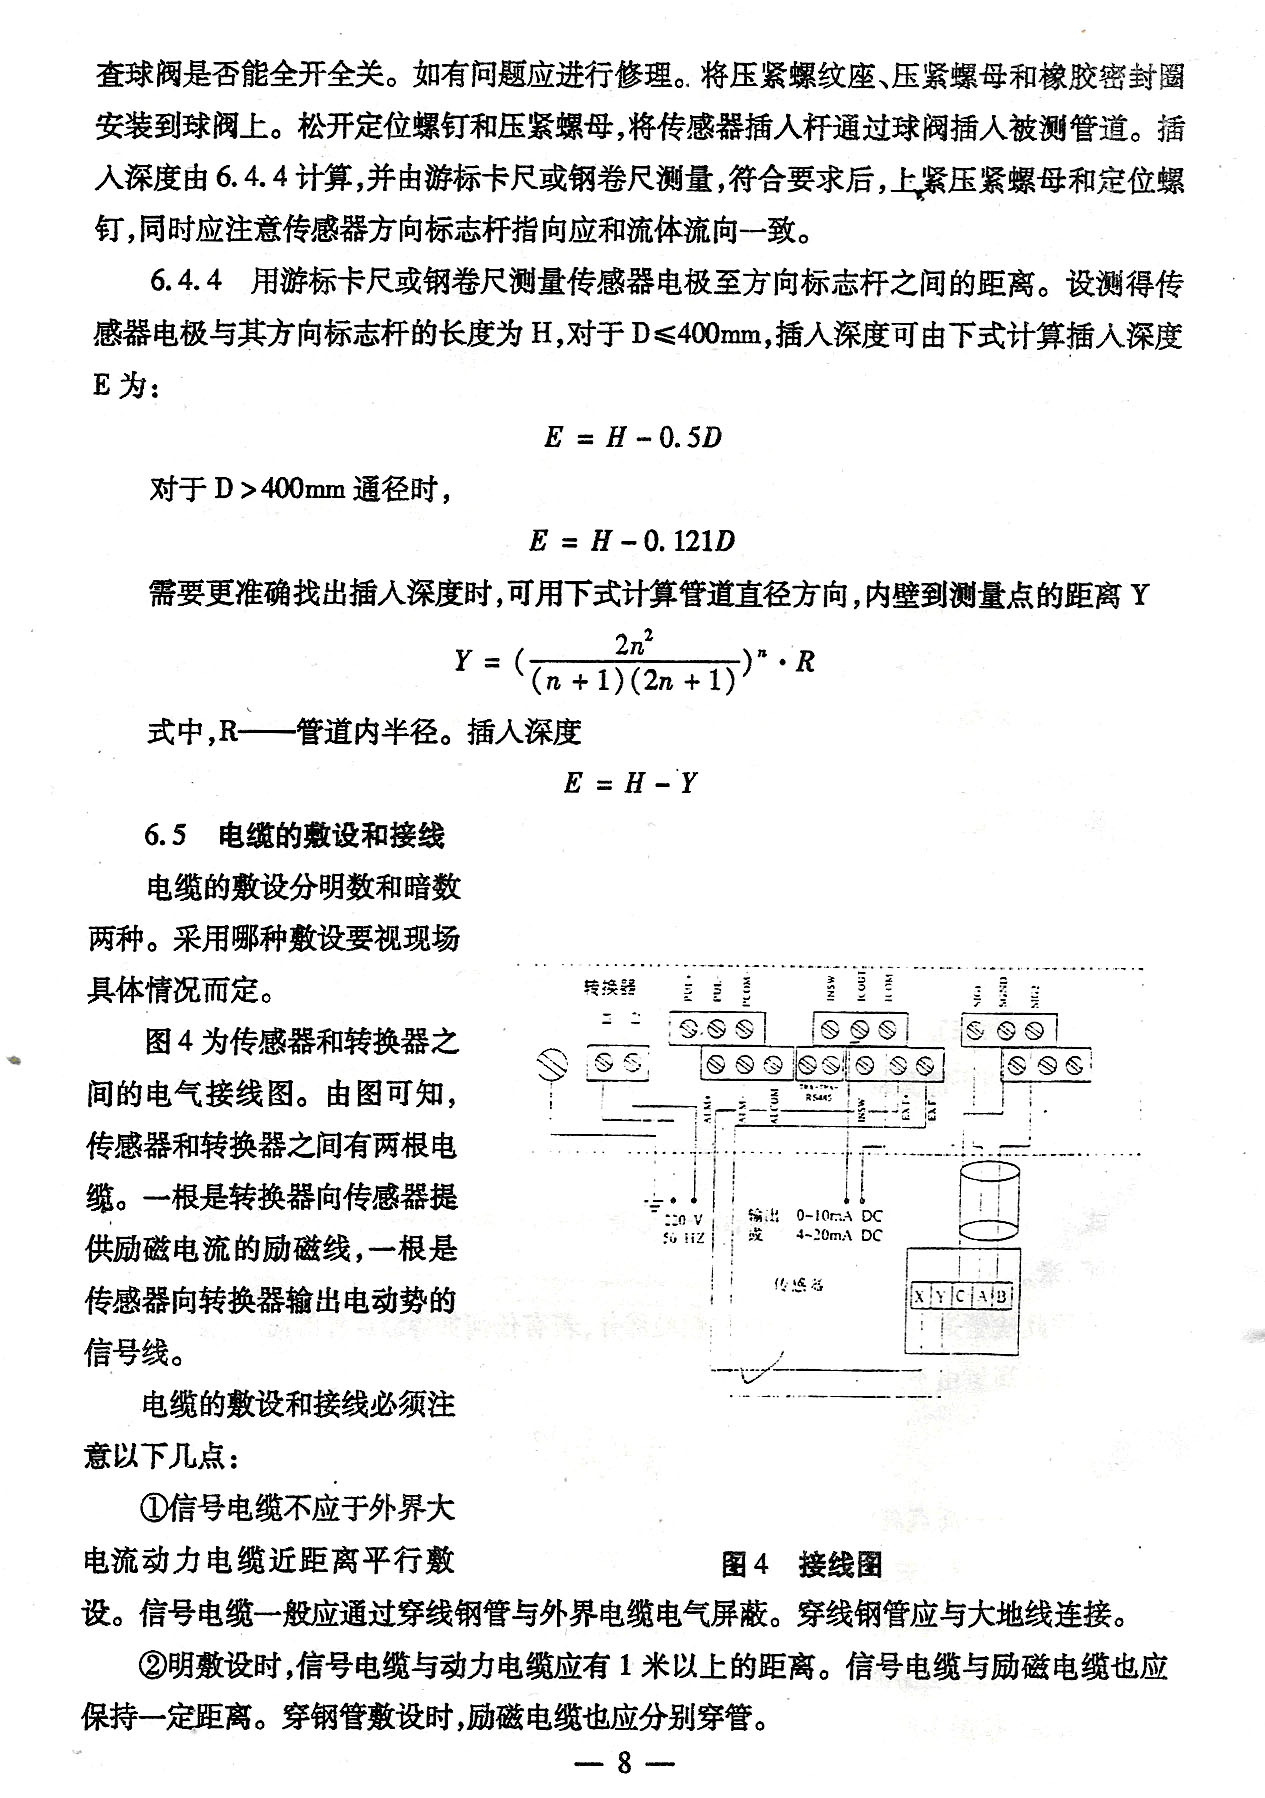 查球阀是否能全开全关。如有问题应进行修理。将压紧螺纹座、压紧螺母和橡胶密封圈
安装到球阀上。松开定位螺钉和压紧螺母,将传感器插入杆通过球阀插入被测管道。插
入深度由6.4.4计算,并由游标卡尺或钢卷尺测量,符合要求后,上紧压紧螺母和定位螺
钉,同时应注意传感器方向标志杆指向应和流体流向一致。
6.4.4 用游标卡尺或钢卷尺测量传感器电极至方向标志杆之间的距离。设测得传
感器电极与其方向标志杆的长度为H,对于D≤400mm,插入深度可由下式计算插入深度
E为:
E = H - 0.5D
对于D>400mm通径时,
E = H - 0.121D
需要更准确找出插入深度时,可用下式计算管道直径方向,内壁到测量点的距离Y
Y = (2n²/((n+1)(2n+1)))ⁿ · R
式中,R——管道内半径。插入深度
E = H - Y
6.5 电缆的敷设和接线
电缆的敷设分明数和暗数
两种。采用哪种敷设要视现场
具体情况而定。
图4为传感器和转换器之
间的电气接线图。由图可知,
传感器和转换器之间有两根电
缆。一根是转换器向传感器提
供励磁电流的励磁线,一根是
传感器向转换器输出电动势的
信号线。
电缆的敷设和接线必须注
意以下几点:
①信号电缆不应于外界大
电流动力电缆近距离平行敷
设。信号电缆一般应通过穿线钢管与外界电缆电气屏蔽。穿线钢管应与大地线连接。
②明敷设时,信号电缆与动力电缆应有1米以上的距离。信号电缆与励磁电缆也应
保持一定距离。穿钢管敷设时,励磁电缆也应分别穿管。
转换器
PUL+ PUL- PCOM INSW ICOUT ICOM SIG1 SGND SIG2
ALM+ ALM- ALCOM
RS485
INSW EXT+ EXT-
220 V
50 HZ
输出 0~10mA DC
或 4~20mA DC
传感器
X Y C A B
图4 接线图
— 8 —